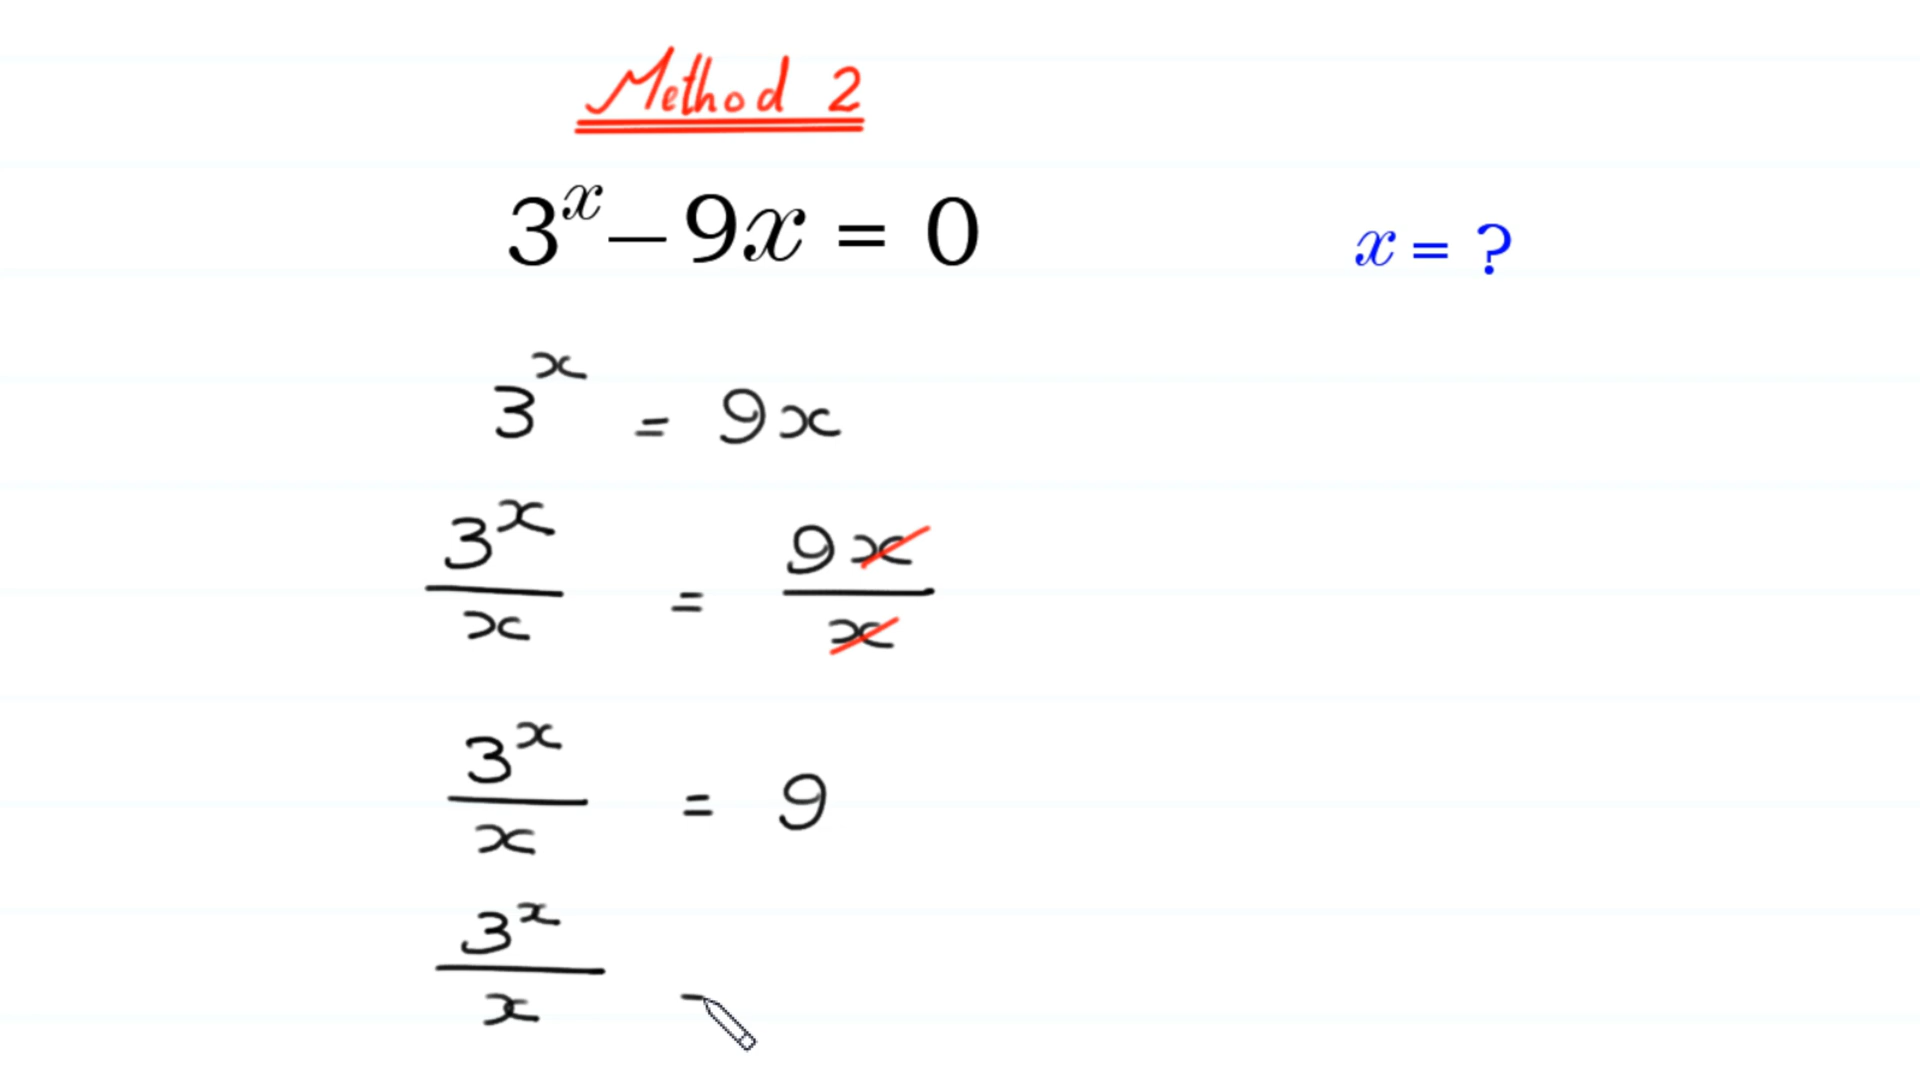 Method 2
3^x − 9x = 0
x = ?
3^x = 9x
3^x/x = 9x/x
3^x/x = 9
3^x/x -